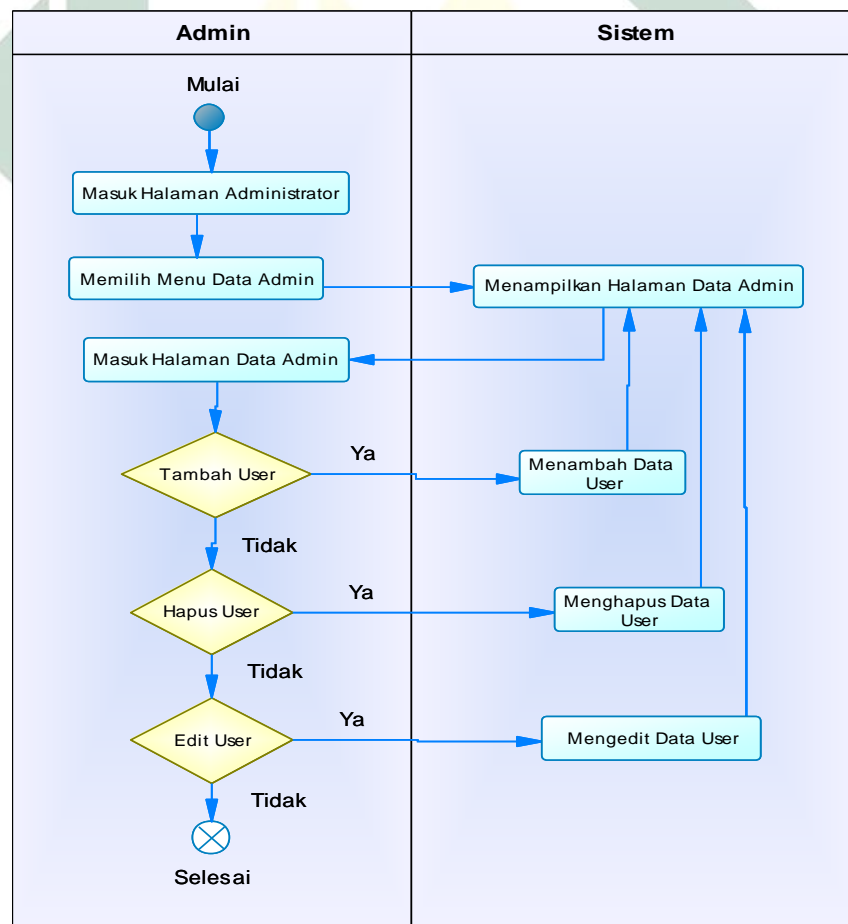 Admin
Sistem
Mulai
Masuk Halaman Administrator
Memilih Menu Data Admin
Menampilkan Halaman Data Admin
Masuk Halaman Data Admin
Tambah User
Ya
Menambah Data
User
Tidak
Hapus User
Ya
Menghapus Data
User
Tidak
Edit User
Ya
Mengedit Data User
Tidak
Selesai